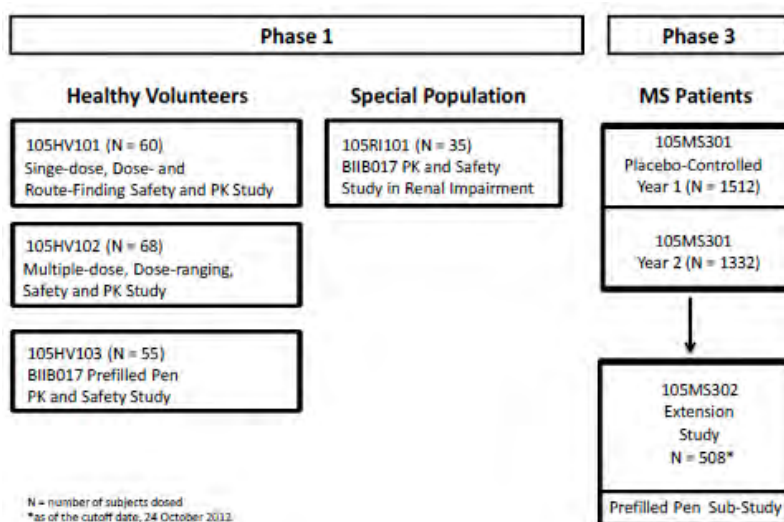 Phase 1
Phase 3
Healthy Volunteers
Special Population
MS Patients
105HV101 (N = 60)
Singe-dose, Dose- and
Route-Finding Safety and PK Study
105RI101 (N = 35)
BIIB017 PK and Safety
Study in Renal Impairment
105MS301
Placebo-Controlled
Year 1 (N = 1512)
105HV102 (N = 68)
Multiple-dose, Dose-ranging,
Safety and PK Study
105MS301
Year 2 (N = 1332)
105HV103 (N = 55)
BIIB017 Prefilled Pen
PK and Safety Study
105MS302
Extension
Study
N = 508*
Prefilled Pen Sub-Study
N = number of subjects dosed
*as of the cutoff date, 24 October 2012